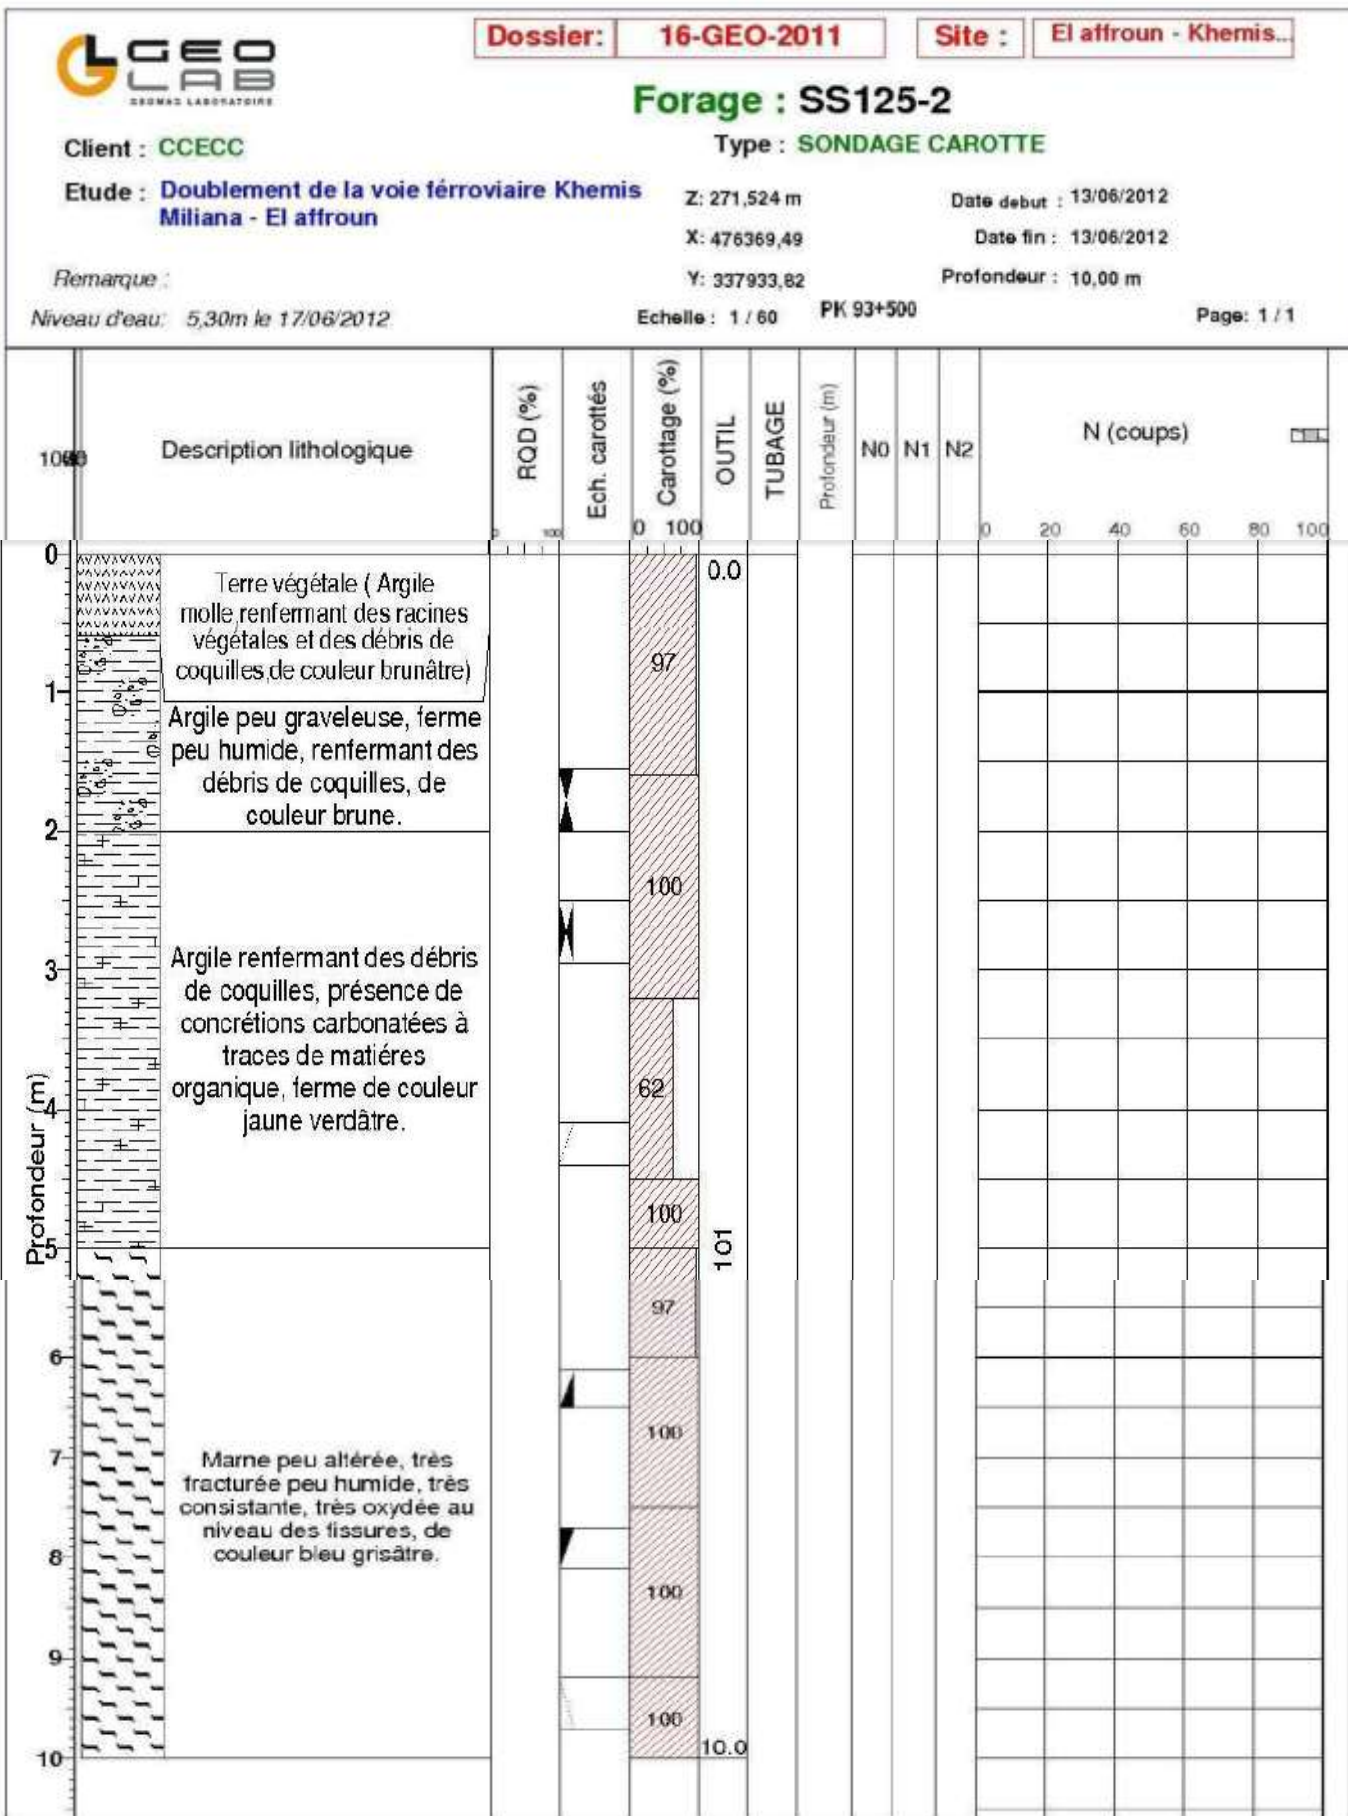 GEO
LAB
GEOMAG LABORATOIRE
Dossier: 16-GEO-2011 Site : El affroun - Khemis...
Forage : SS125-2
Client : CCECC
Type : SONDAGE CAROTTE
Etude : Doublement de la voie férroviaire Khemis
Miliana - El affroun
Z: 271,524 m
Date debut : 13/06/2012
X: 476369,49
Date fin : 13/06/2012
Remarque :
Y: 337933,82
Profondeur : 10,00 m
Niveau d'eau: 5,30m le 17/06/2012
Echelle : 1 / 60
PK 93+500
Page: 1 / 1
Description lithologique
RQD (%)
Ech. carottés
Carottage (%)
0 100
OUTIL
TUBAGE
Profondeur (m)
N0 N1 N2
N (coups)
0 20 40 60 80 100
Profondeur (m)
0
Terre végétale ( Argile
molle,renfermant des racines
végétales et des débris de
coquilles,de couleur brunâtre)
0.0
97
1
Argile peu graveleuse, ferme
peu humide, renfermant des
débris de coquilles, de
couleur brune.
2
100
3
Argile renfermant des débris
de coquilles, présence de
concrétions carbonatées à
traces de matiéres
organique, ferme de couleur
jaune verdâtre.
62
4
100
101
5
97
6
100
7
Marne peu altérée, très
fracturée peu humide, très
consistante, très oxydée au
niveau des fissures, de
couleur bleu grisâtre.
8
100
9
100
10.0
10